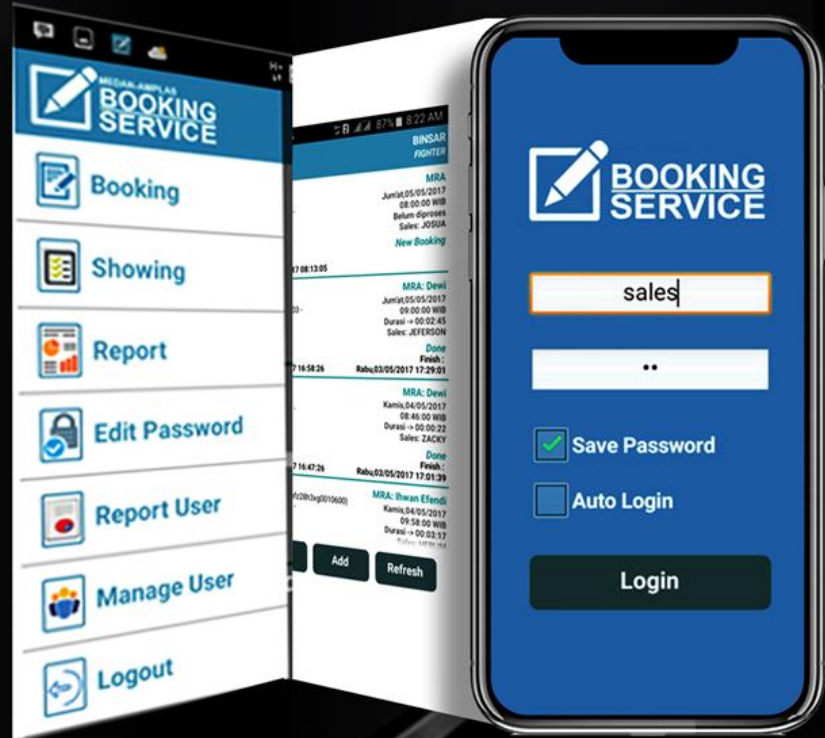 MEDAN-AMPLAS
BOOKING
SERVICE
Booking
Showing
Report
Edit Password
Report User
Manage User
Logout
87% 8:22 AM
BINSAR
FIGHTER
MRA
Jum'at,05/05/2017
08:00:00 WIB
Belum diproses
Sales: JOSUA
New Booking
17 08:13:05
MRA: Dewi
Jum'at,05/05/2017
03 - 09:00:00 WIB
Durasi -> 00:02:45
Sales: JEFERSON
Done
Finish :
7 16:58:26 Rabu,03/05/2017 17:29:01
MRA: Dewi
Kamis,04/05/2017
08:46:00 WIB
Durasi -> 00:00:22
Sales: ZACKY
Done
Finish :
7 16:47:26 Rabu,03/05/2017 17:01:39
MRA: Ihwan Efendi
Kamis,04/05/2017
09:58:00 WIB
Durasi -> 00:03:17
Add Refresh
BOOKING
SERVICE
sales
••
Save Password
Auto Login
Login